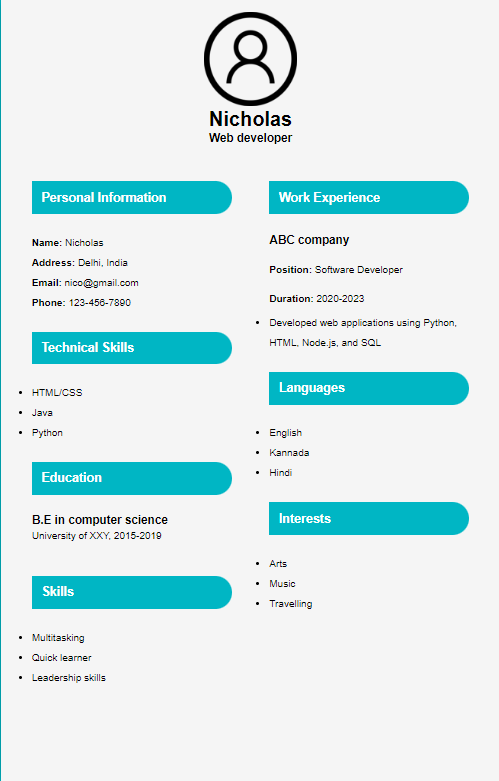 Nicholas
Web developer
Personal Information
Name: Nicholas
Address: Delhi, India
Email: nico@gmail.com
Phone: 123-456-7890
Technical Skills
HTML/CSS
Java
Python
Education
B.E in computer science
University of XXY, 2015-2019
Skills
Multitasking
Quick learner
Leadership skills
Work Experience
ABC company
Position: Software Developer
Duration: 2020-2023
Developed web applications using Python,
HTML, Node.js, and SQL
Languages
English
Kannada
Hindi
Interests
Arts
Music
Travelling